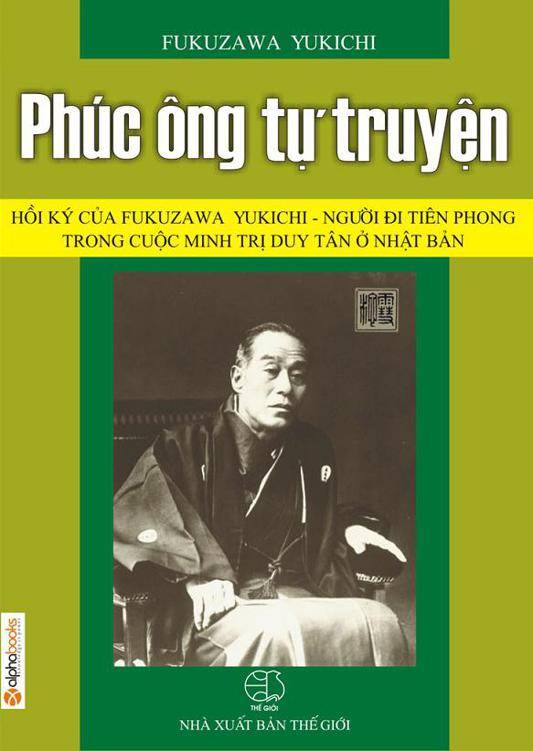 FUKUZAWA YUKICHI
Phúc ông tự truyện
HỒI KÝ CỦA FUKUZAWA YUKICHI - NGƯỜI ĐI TIÊN PHONG
TRONG CUỘC MINH TRỊ DUY TÂN Ở NHẬT BẢN
alphabooks
THẾ GIỚI
NHÀ XUẤT BẢN THẾ GIỚI